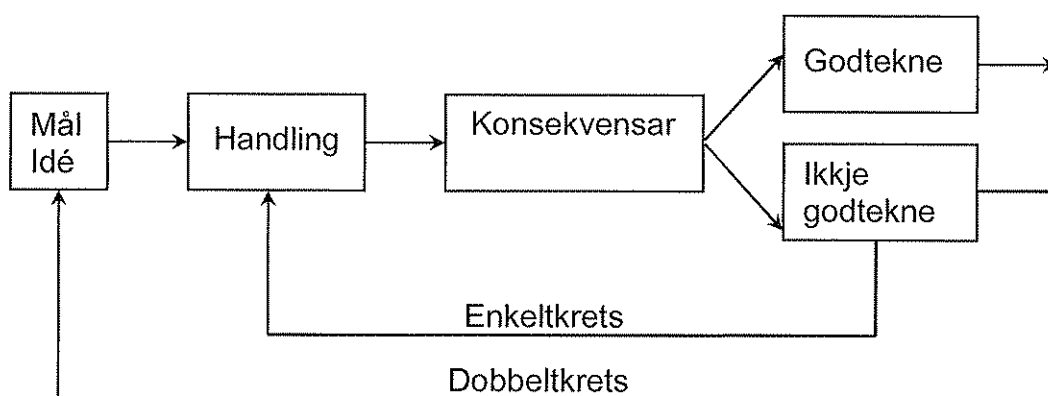 Mål
Idé
Handling
Konsekvensar
Godtekne
Ikkje
godtekne
Enkeltkrets
Dobbeltkrets